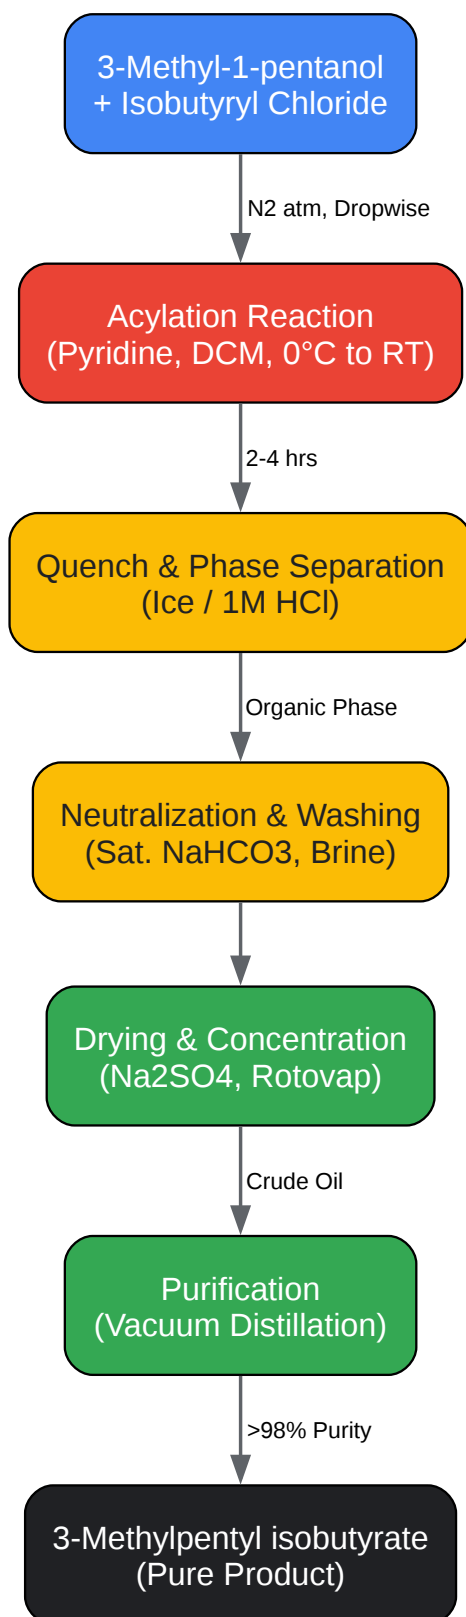 3-Methyl-1-pentanol
+ Isobutyryl Chloride
N2 atm, Dropwise
Acylation Reaction
(Pyridine, DCM, 0°C to RT)
2-4 hrs
Quench & Phase Separation
(Ice / 1M HCl)
Organic Phase
Neutralization & Washing
(Sat. NaHCO3, Brine)
Drying & Concentration
(Na2SO4, Rotovap)
Crude Oil
Purification
(Vacuum Distillation)
>98% Purity
3-Methylpentyl isobutyrate
(Pure Product)